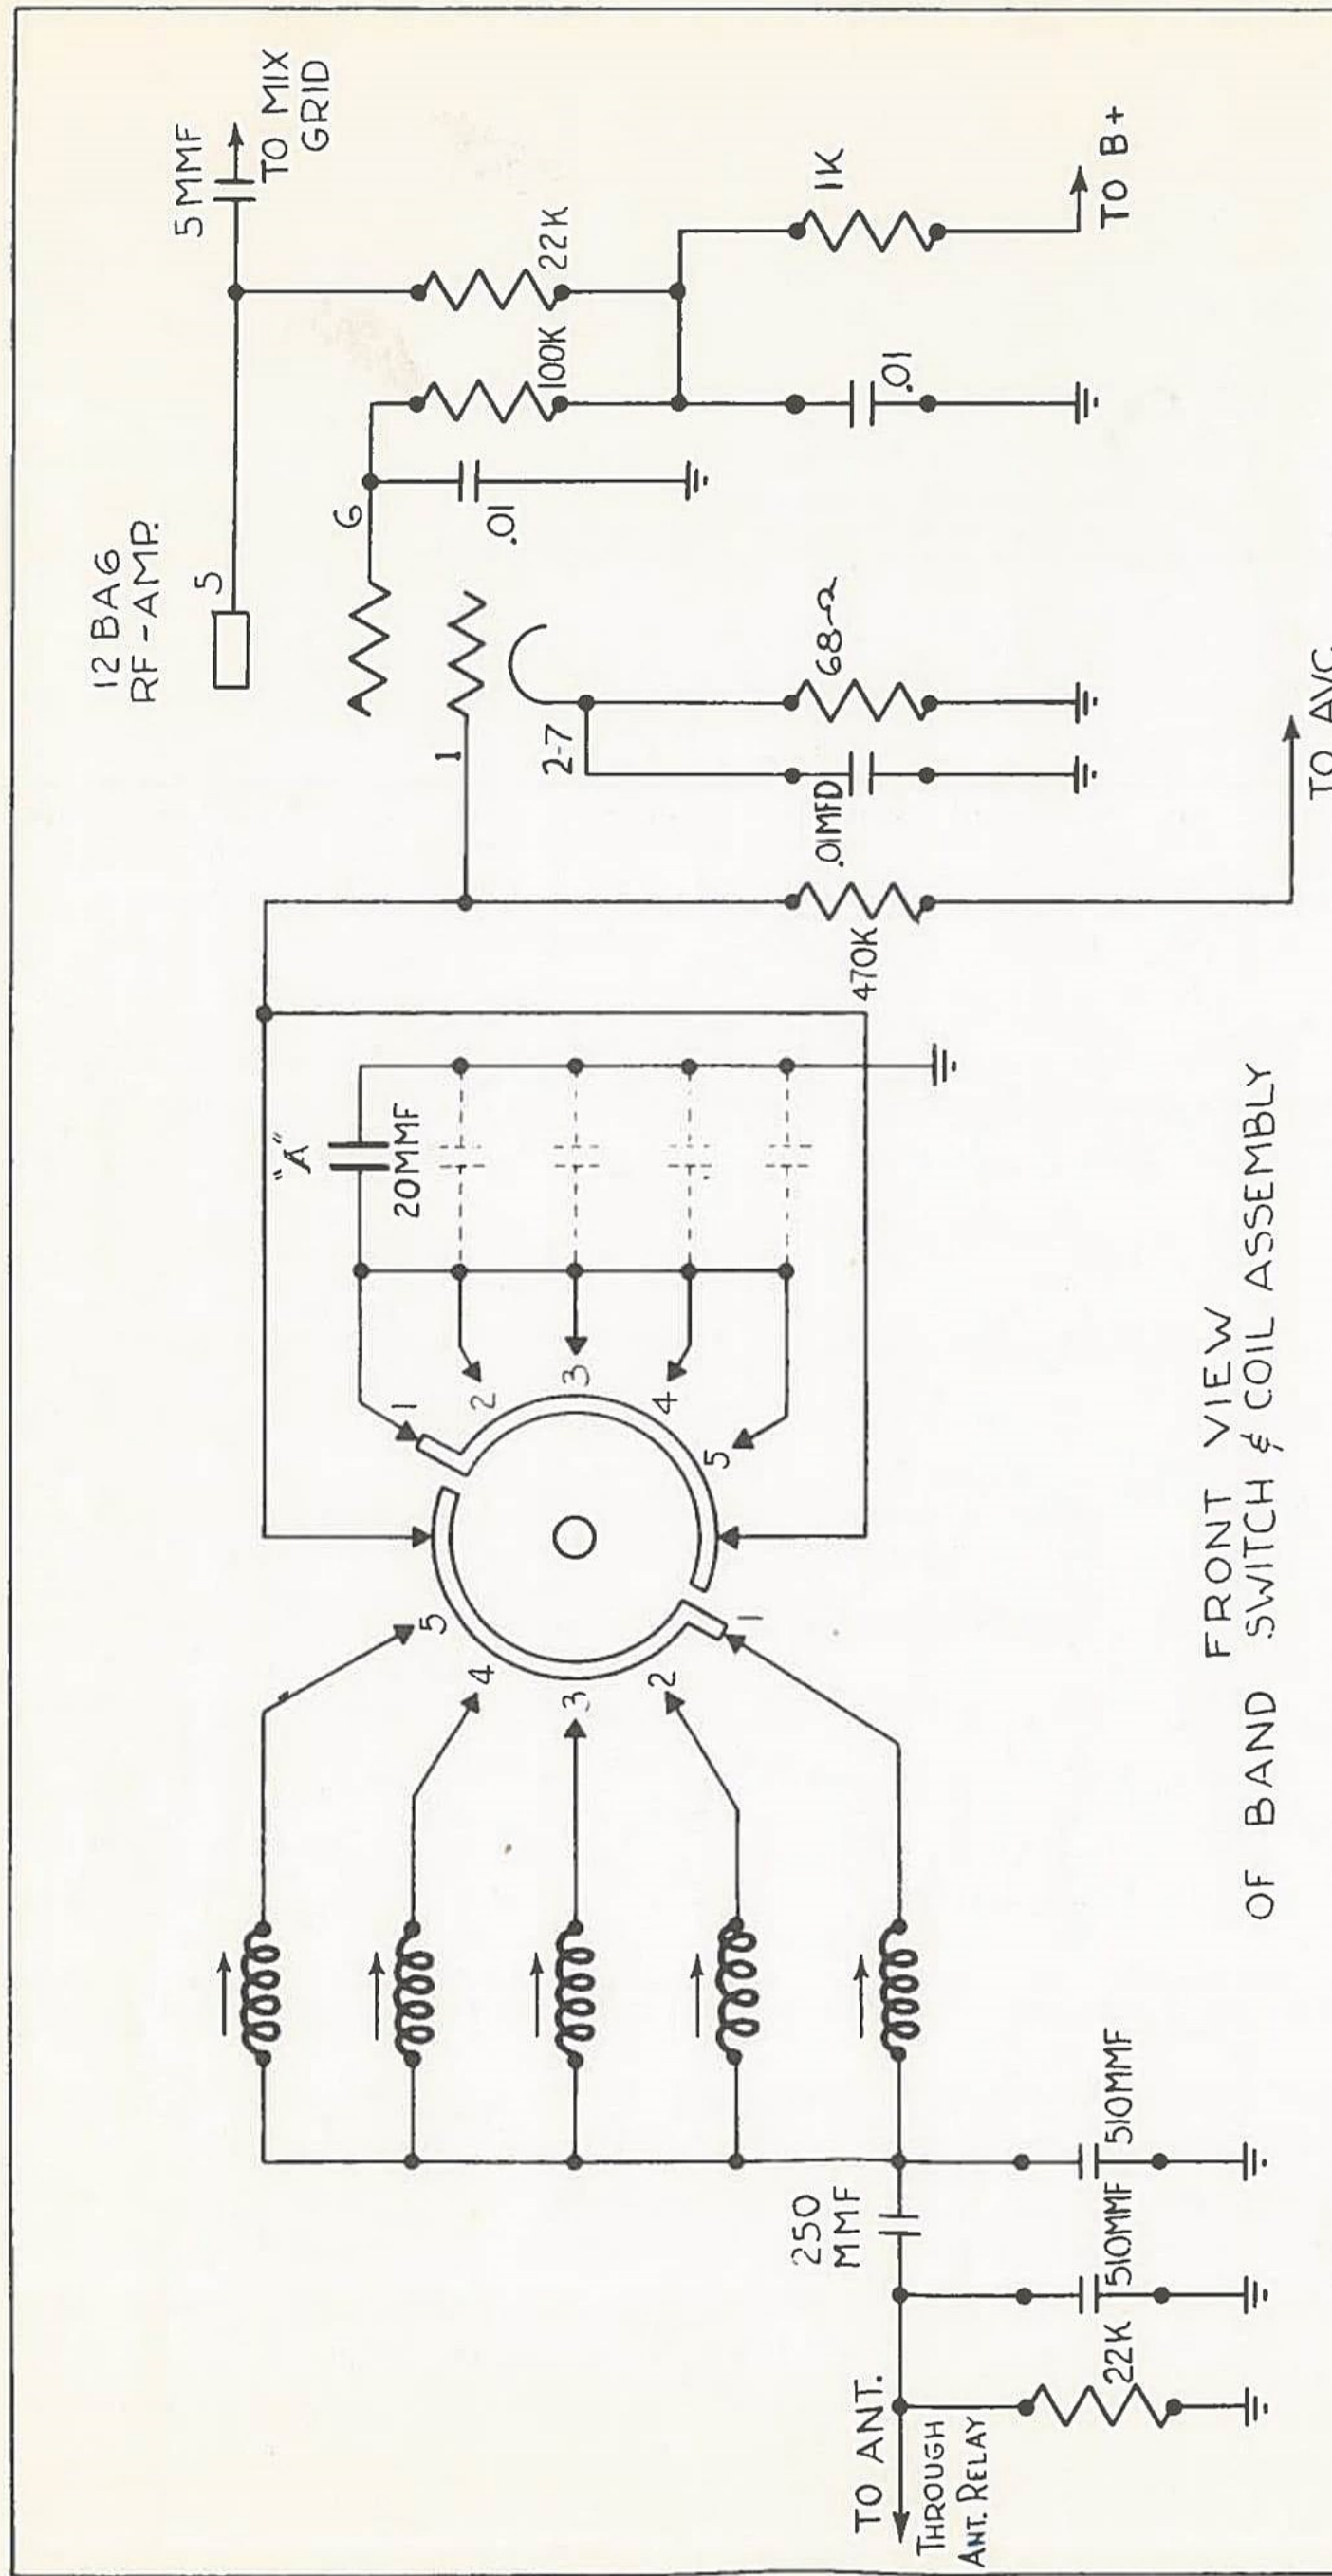 5 MMF
TO MIX
GRID
12 BA6
RF-AMP.
5
6
22K
100K
.01
.01
1K
TO B+
1
2-7
68-Ω
.01MFD
470K
TO AVC
"A"
20MMF
1
2
3
4
5
5
4
3
2
1
250
MMF
510MMF
510MMF
22K
TO ANT.
THROUGH
ANT. RELAY
FRONT VIEW
OF BAND SWITCH & COIL ASSEMBLY